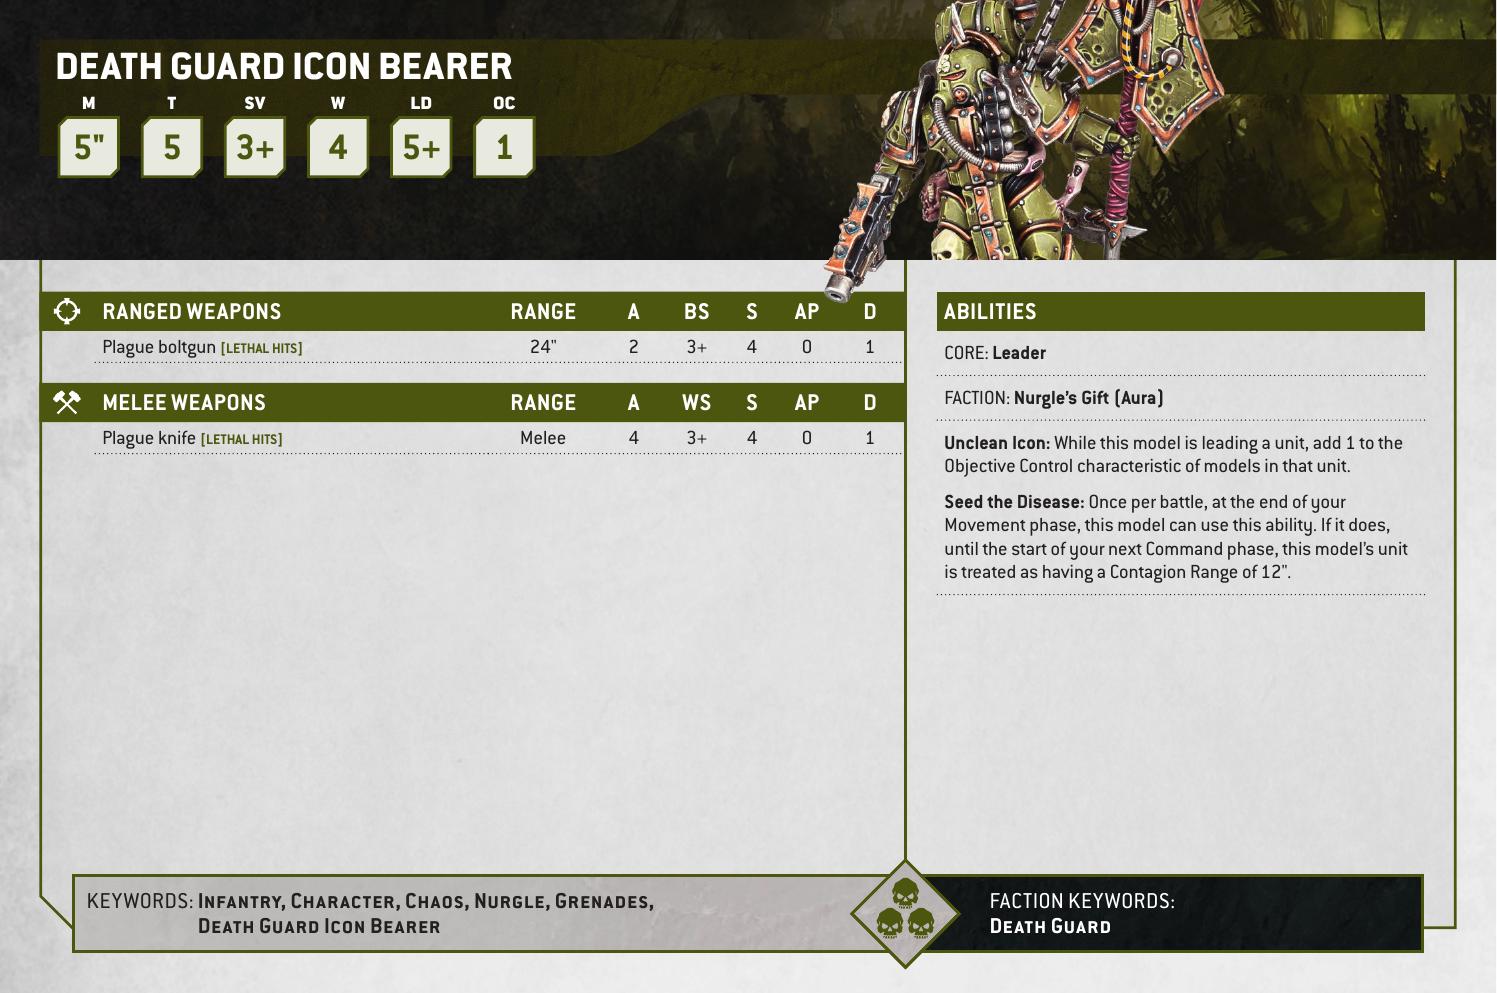 DEATH GUARD ICON BEARER
M T SV W LD OC
5" 5 3+ 4 5+ 1
RANGED WEAPONS RANGE A BS S AP D
Plague boltgun [LETHAL HITS] 24" 2 3+ 4 0 1
MELEE WEAPONS RANGE A WS S AP D
Plague knife [LETHAL HITS] Melee 4 3+ 4 0 1
ABILITIES
CORE: Leader
FACTION: Nurgle’s Gift (Aura)
Unclean Icon: While this model is leading a unit, add 1 to the
Objective Control characteristic of models in that unit.
Seed the Disease: Once per battle, at the end of your
Movement phase, this model can use this ability. If it does,
until the start of your next Command phase, this model’s unit
is treated as having a Contagion Range of 12".
KEYWORDS: Infantry, Character, Chaos, Nurgle, Grenades,
Death Guard Icon Bearer
FACTION KEYWORDS:
Death Guard